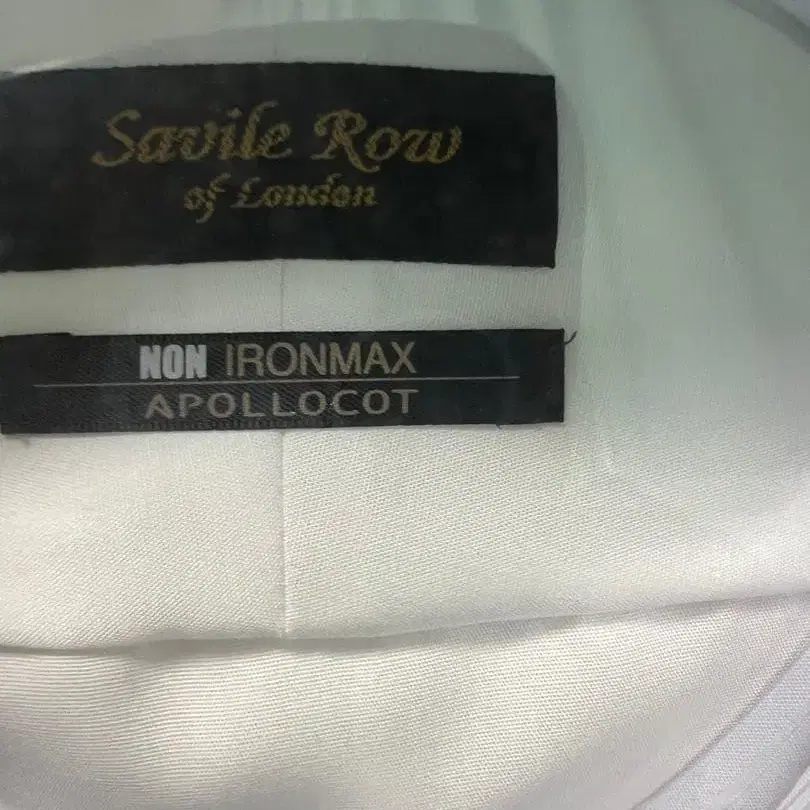 Savile Row
of London
NON IRONMAX
APOLLOCOT